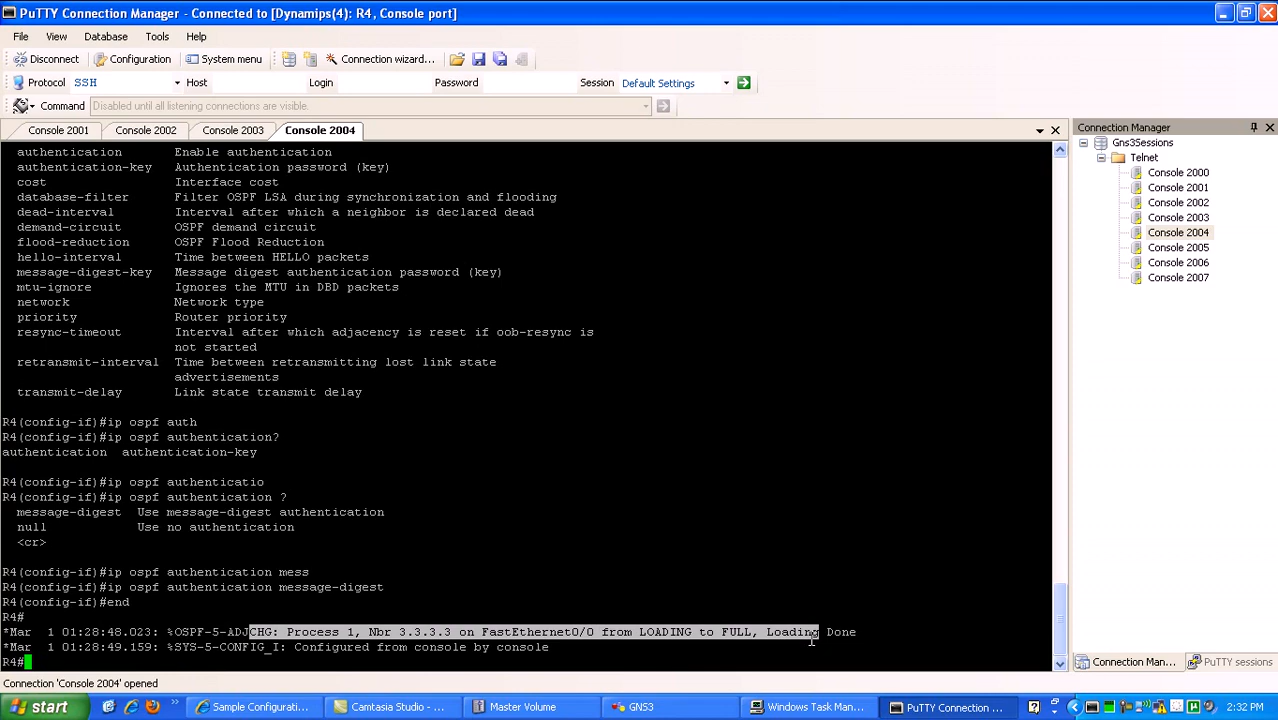 PuTTY Connection Manager - Connected to [Dynamips(4): R4, Console port]
File View Database Tools Help
Disconnect Configuration System menu Connection wizard...
Protocol SSH Host Login Password Session Default Settings
Command Disabled until all listening connections are visible.
Console 2001 Console 2002 Console 2003 Console 2004
authentication Enable authentication
authentication-key Authentication password (key)
cost Interface cost
database-filter Filter OSPF LSA during synchronization and flooding
dead-interval Interval after which a neighbor is declared dead
demand-circuit OSPF demand circuit
flood-reduction OSPF Flood Reduction
hello-interval Time between HELLO packets
message-digest-key Message digest authentication password (key)
mtu-ignore Ignores the MTU in DBD packets
network Network type
priority Router priority
resync-timeout Interval after which adjacency is reset if oob-resync is
not started
retransmit-interval Time between retransmitting lost link state
advertisements
transmit-delay Link state transmit delay
R4(config-if)#ip ospf auth
R4(config-if)#ip ospf authentication?
authentication authentication-key
R4(config-if)#ip ospf authenticatio
R4(config-if)#ip ospf authentication ?
message-digest Use message-digest authentication
null Use no authentication
<cr>
R4(config-if)#ip ospf authentication mess
R4(config-if)#ip ospf authentication message-digest
R4(config-if)#end
R4#
*Mar 1 01:28:48.023: %OSPF-5-ADJCHG: Process 1, Nbr 3.3.3.3 on FastEthernet0/0 from LOADING to FULL, Loading Done
*Mar 1 01:28:49.159: %SYS-5-CONFIG_I: Configured from console by console
R4#
Connection Manager
Gns3Sessions
Telnet
Console 2000
Console 2001
Console 2002
Console 2003
Console 2004
Console 2005
Console 2006
Console 2007
Connection Man... PuTTY sessions
Connection 'Console 2004' opened
start Sample Configurati... Camtasia Studio - ... Master Volume GNS3 Windows Task Man... PuTTY Connection ... 2:32 PM